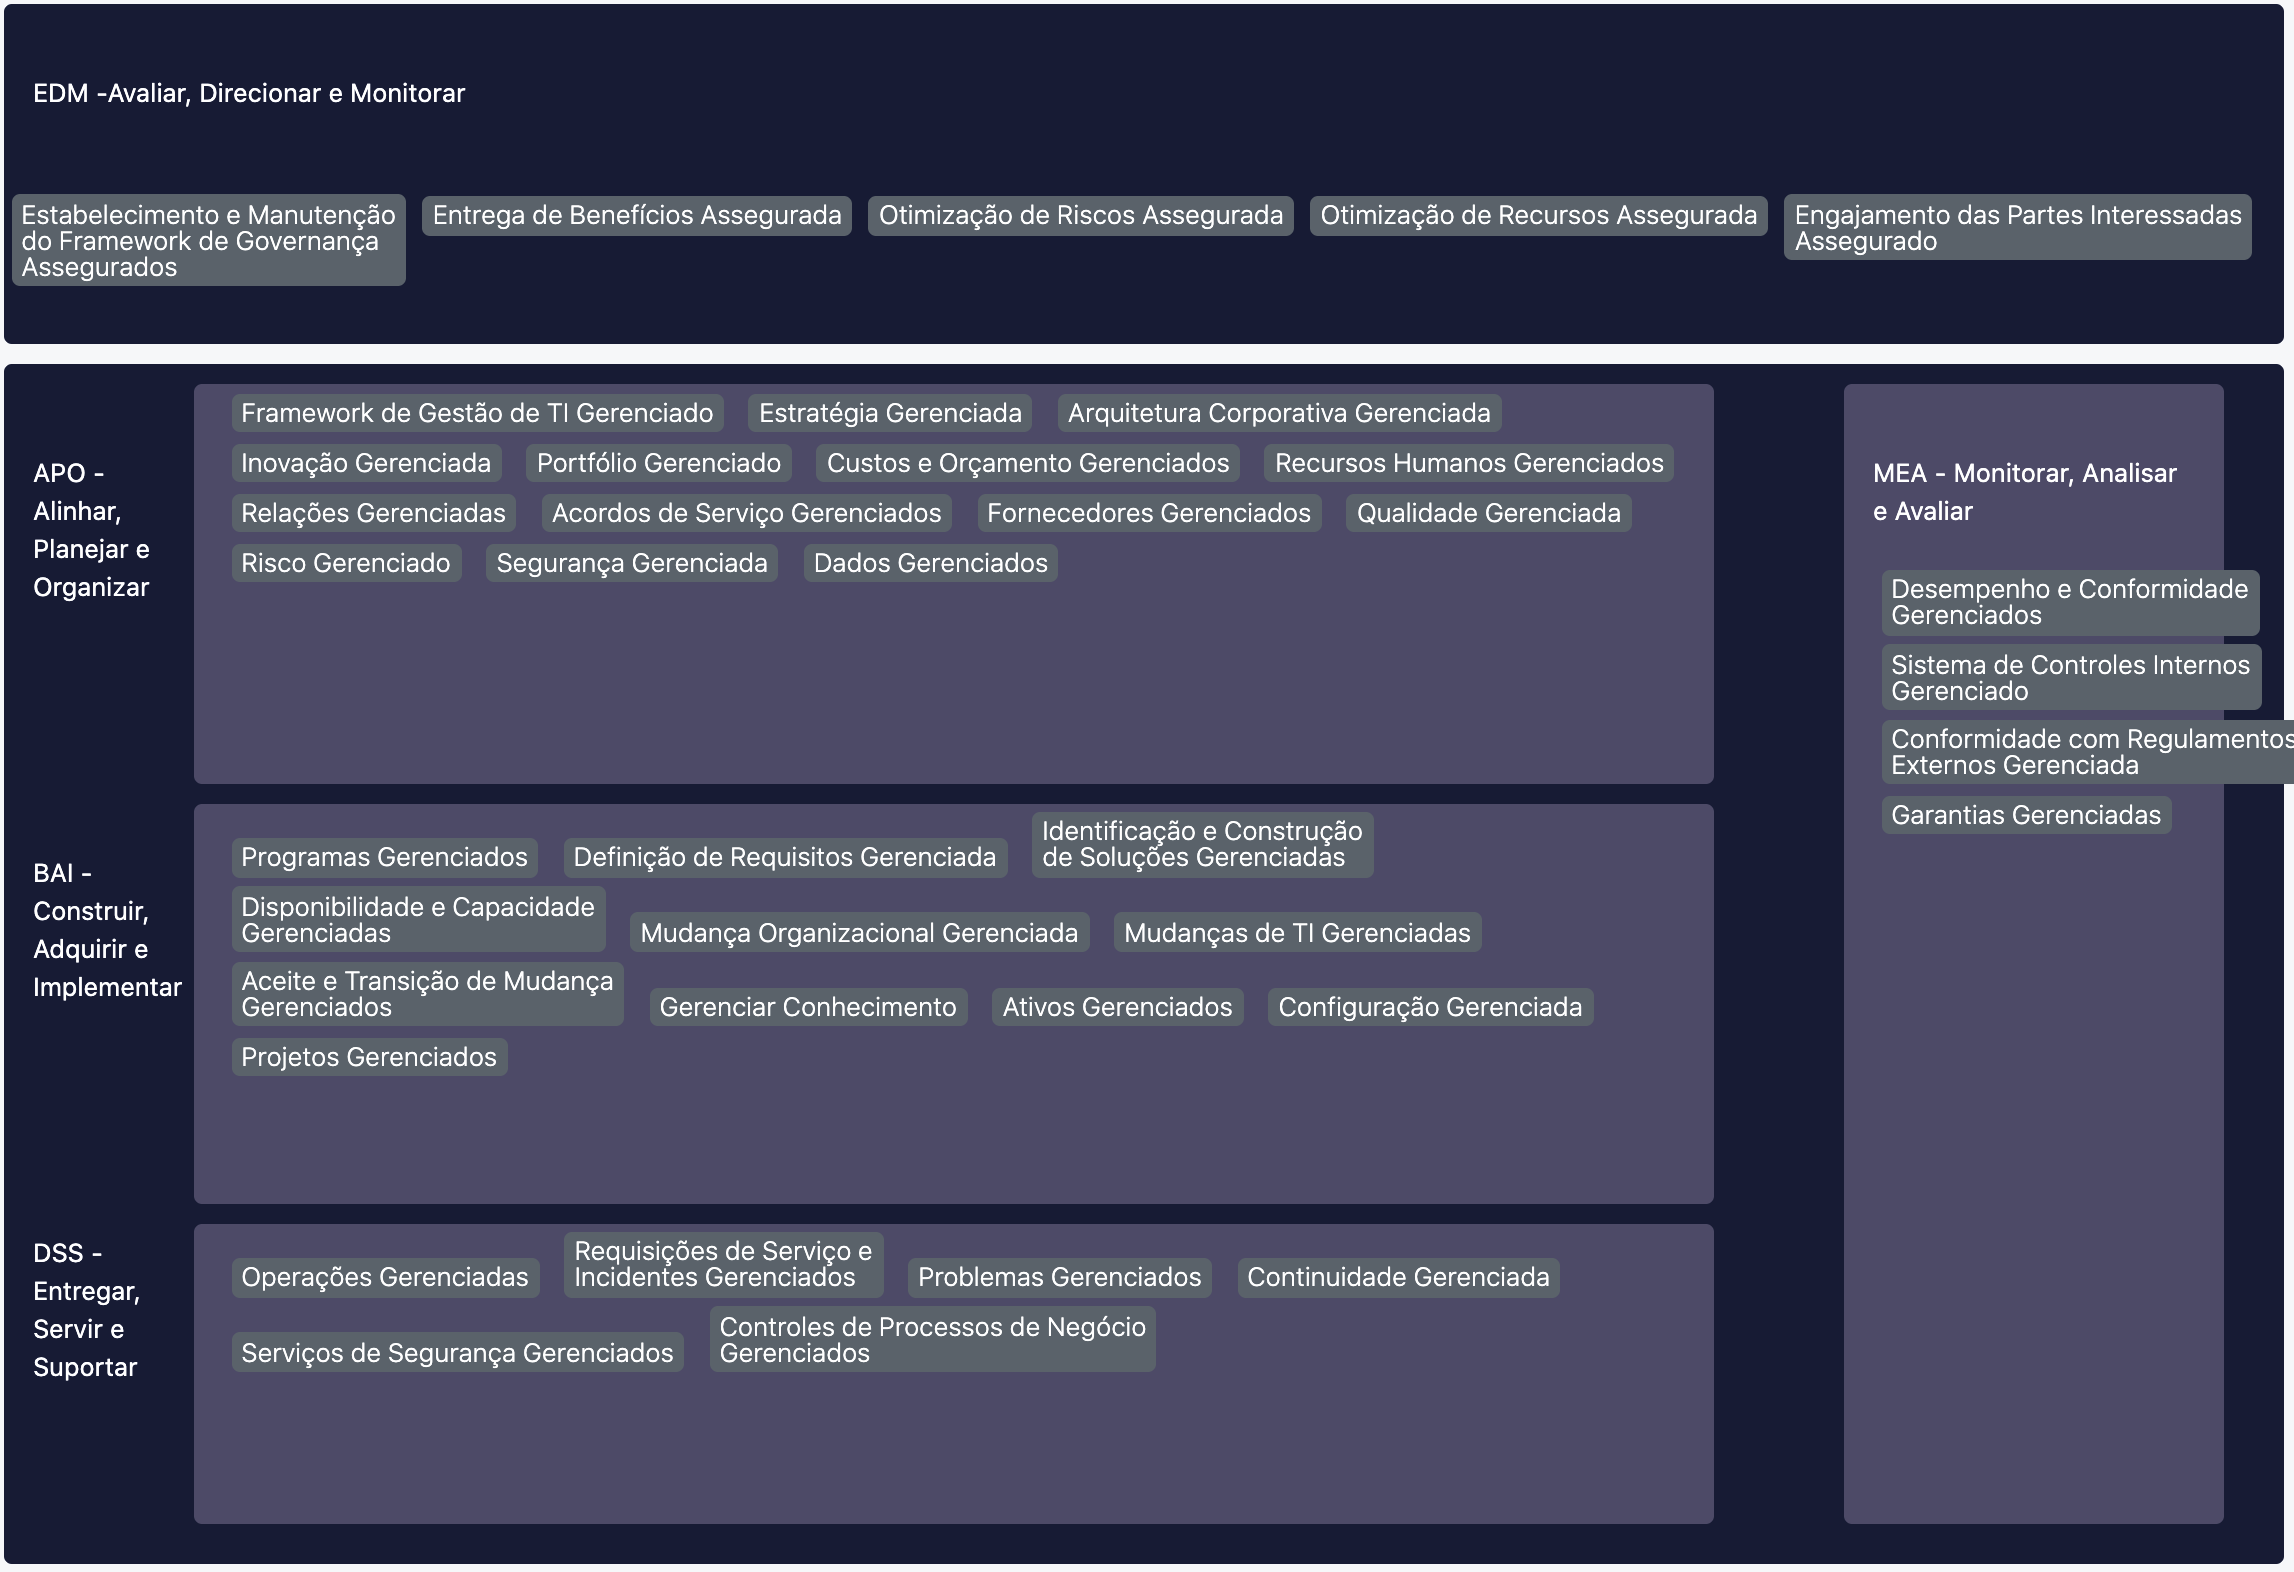 EDM -Avaliar, Direcionar e Monitorar
Estabelecimento e Manutenção
do Framework de Governança
Assegurados
Entrega de Benefícios Assegurada
Otimização de Riscos Assegurada
Otimização de Recursos Assegurada
Engajamento das Partes Interessadas
Assegurado
APO -
Alinhar,
Planejar e
Organizar
Framework de Gestão de TI Gerenciado
Estratégia Gerenciada
Arquitetura Corporativa Gerenciada
Inovação Gerenciada
Portfólio Gerenciado
Custos e Orçamento Gerenciados
Recursos Humanos Gerenciados
Relações Gerenciadas
Acordos de Serviço Gerenciados
Fornecedores Gerenciados
Qualidade Gerenciada
Risco Gerenciado
Segurança Gerenciada
Dados Gerenciados
BAI -
Construir,
Adquirir e
Implementar
Programas Gerenciados
Definição de Requisitos Gerenciada
Identificação e Construção
de Soluções Gerenciadas
Disponibilidade e Capacidade
Gerenciadas
Mudança Organizacional Gerenciada
Mudanças de TI Gerenciadas
Aceite e Transição de Mudança
Gerenciados
Gerenciar Conhecimento
Ativos Gerenciados
Configuração Gerenciada
Projetos Gerenciados
DSS -
Entregar,
Servir e
Suportar
Operações Gerenciadas
Requisições de Serviço e
Incidentes Gerenciados
Problemas Gerenciados
Continuidade Gerenciada
Serviços de Segurança Gerenciados
Controles de Processos de Negócio
Gerenciados
MEA - Monitorar, Analisar
e Avaliar
Desempenho e Conformidade
Gerenciados
Sistema de Controles Internos
Gerenciado
Conformidade com Regulamentos
Externos Gerenciada
Garantias Gerenciadas